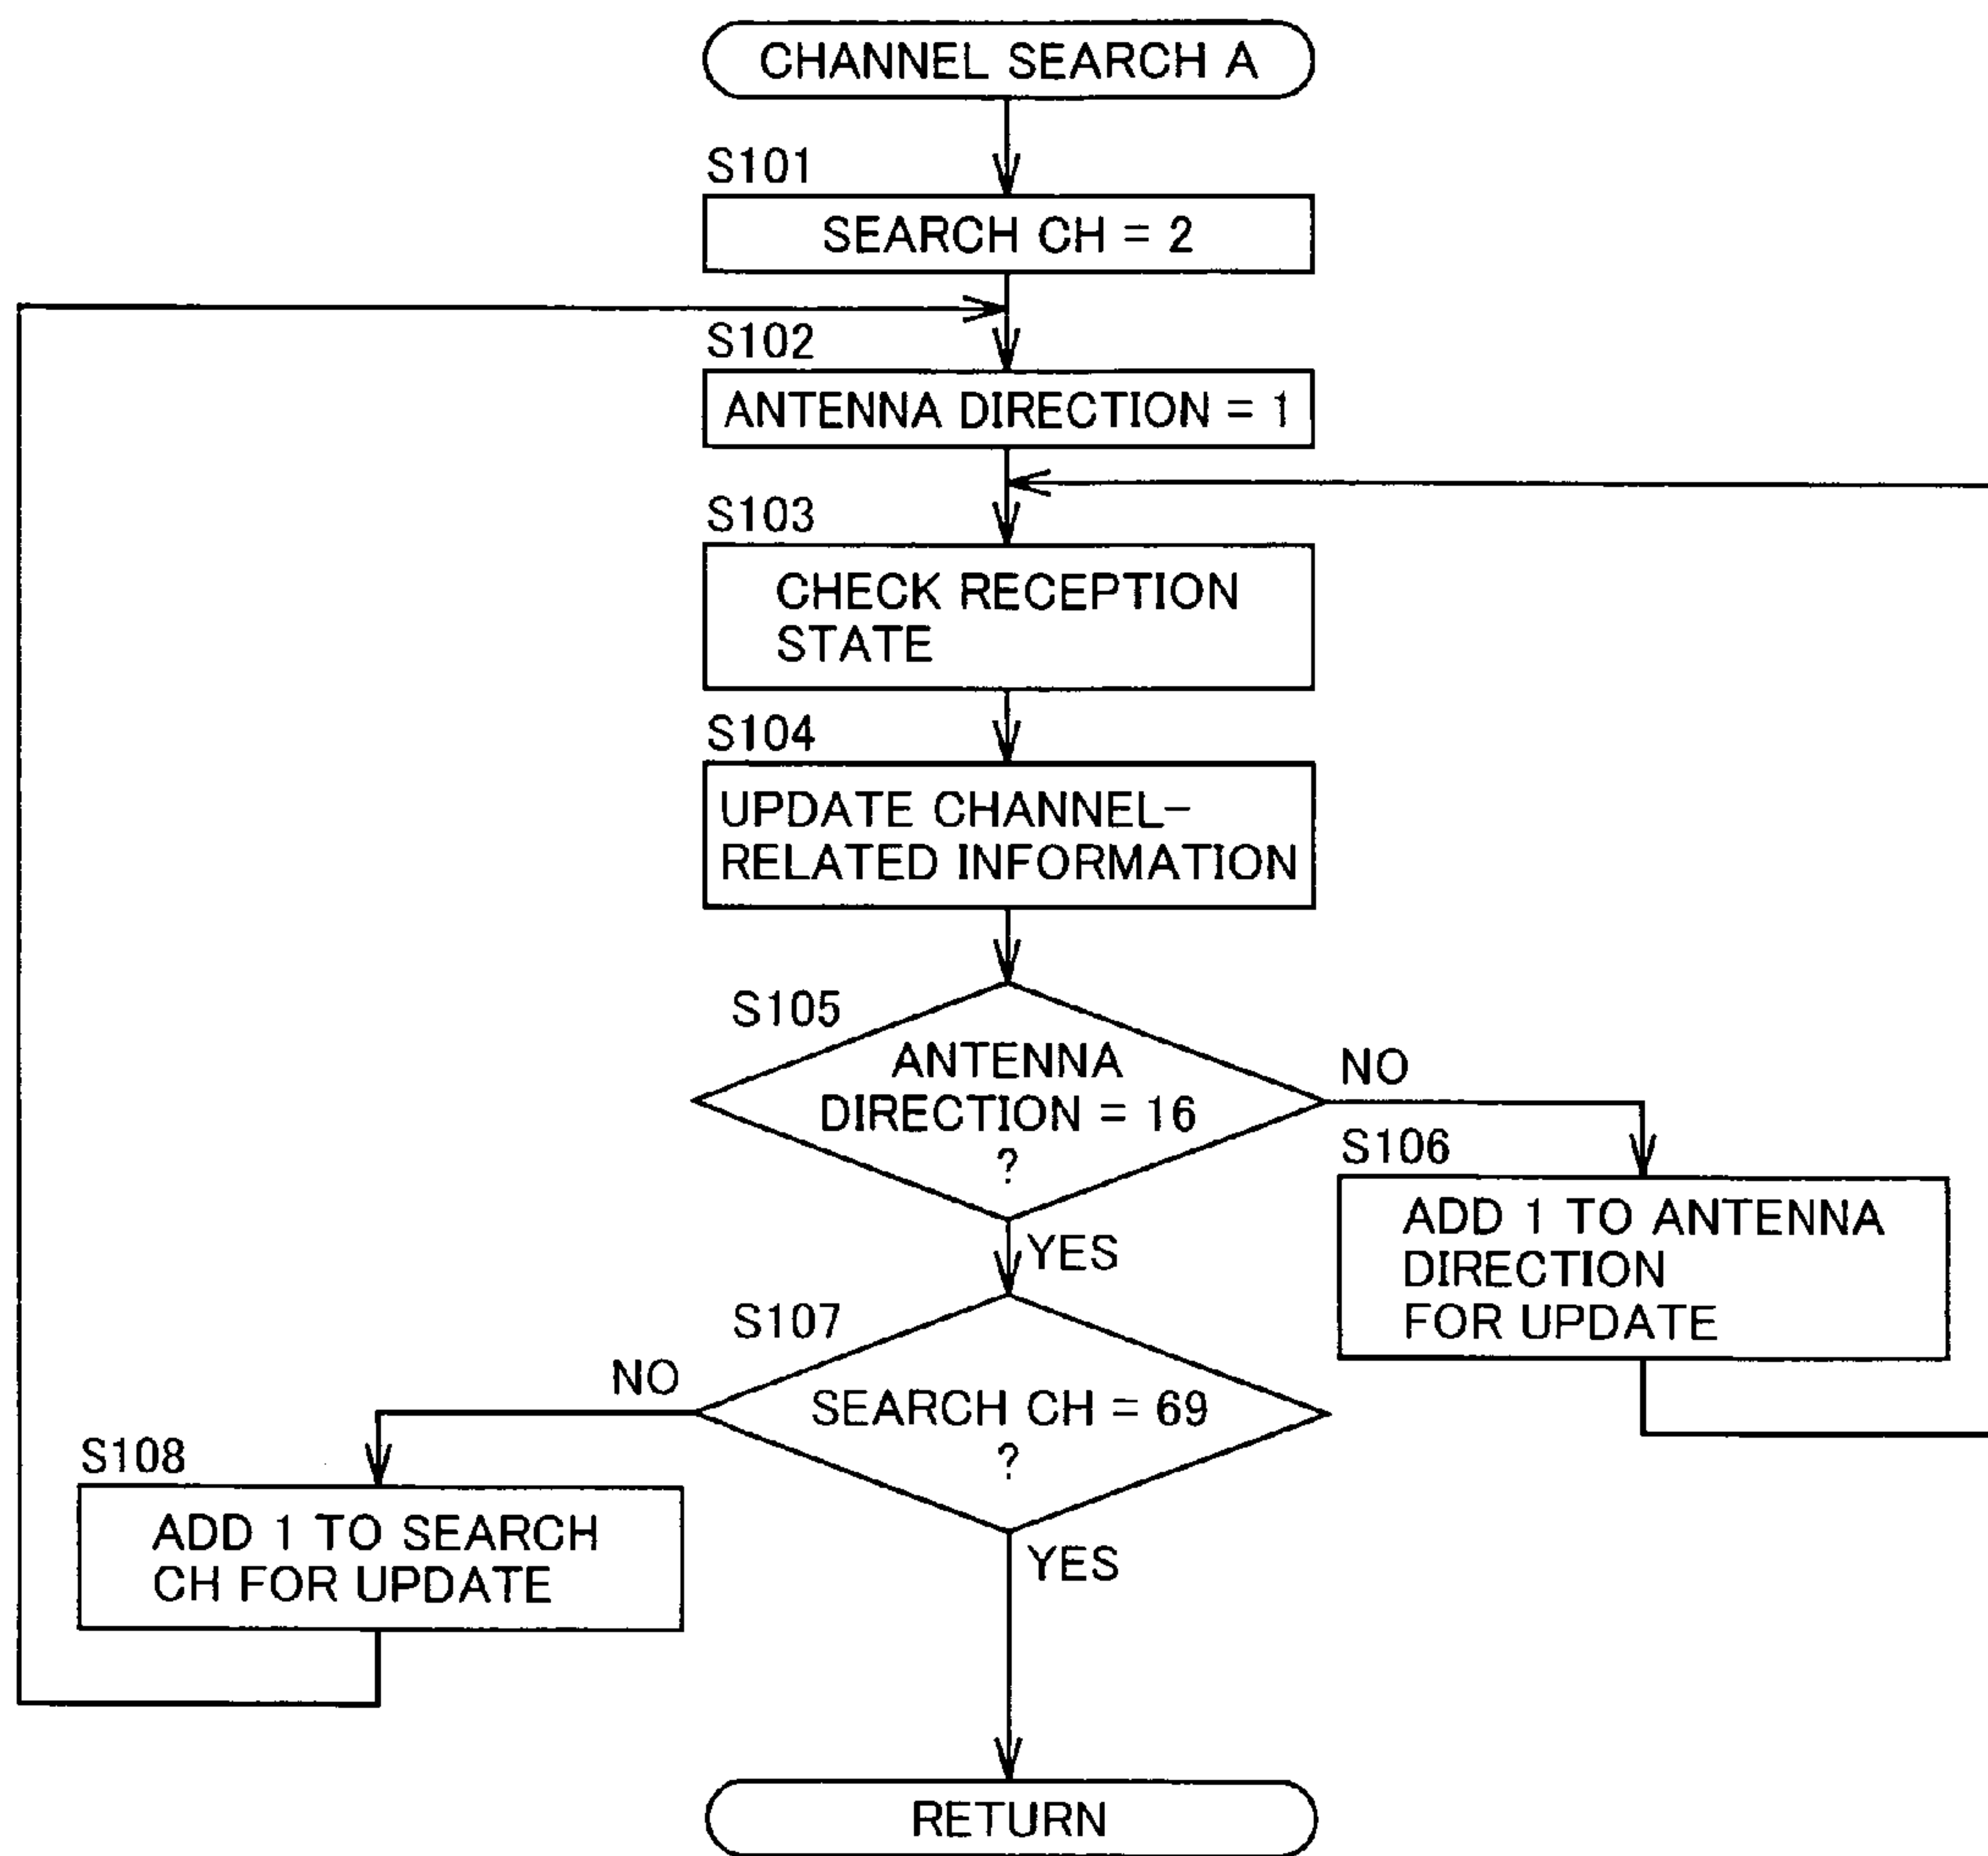 CHANNEL SEARCH A
S101
SEARCH CH = 2
S102
ANTENNA DIRECTION = 1
S103
CHECK RECEPTION
STATE
S104
UPDATE CHANNEL-
RELATED INFORMATION
S105
ANTENNA
DIRECTION = 16
?
NO
S106
ADD 1 TO ANTENNA
DIRECTION
FOR UPDATE
YES
S107
SEARCH CH = 69
?
NO
S108
ADD 1 TO SEARCH
CH FOR UPDATE
YES
RETURN